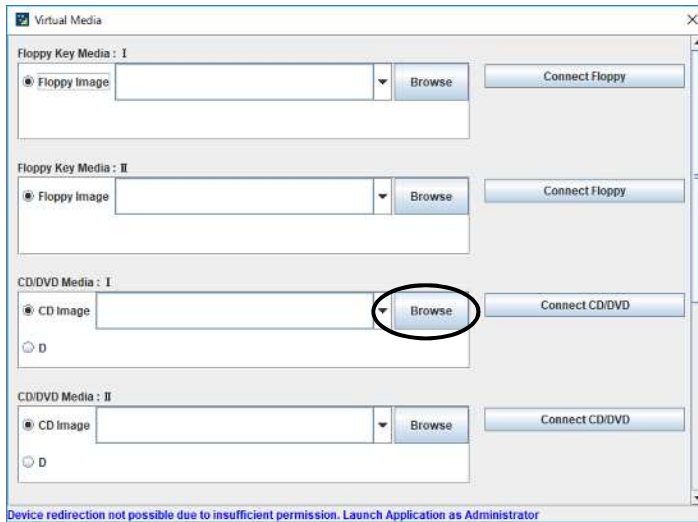 Virtual Media
Floppy Key Media : I
Floppy Image Browse Connect Floppy
Floppy Key Media : II
Floppy Image Browse Connect Floppy
CD/DVD Media : I
CD Image Browse Connect CD/DVD
D
CD/DVD Media : II
CD Image Browse Connect CD/DVD
D
Device redirection not possible due to insufficient permission. Launch Application as Administrator